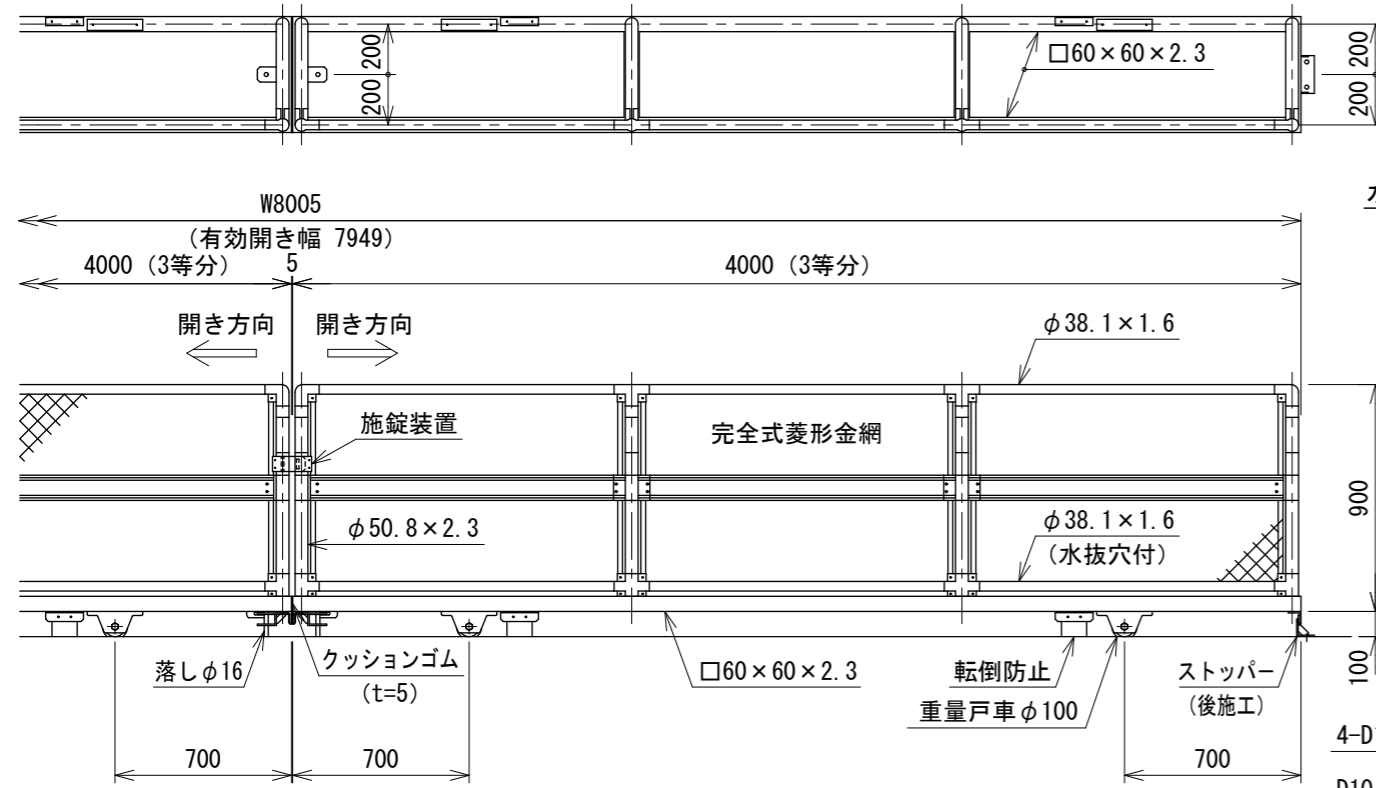 200
200
□60×60×2.3
200
200
W8005
(有効開き幅 7949)
4000 (3等分)
5
4000 (3等分)
開き方向
開き方向
φ38.1×1.6
施錠装置
完全式菱形金網
900
φ50.8×2.3
φ38.1×1.6
(水抜穴付)
落しφ16
クッションゴム
(t=5)
□60×60×2.3
転倒防止
重量戸車φ100
ストッパー
(後施工)
100
700
700
700